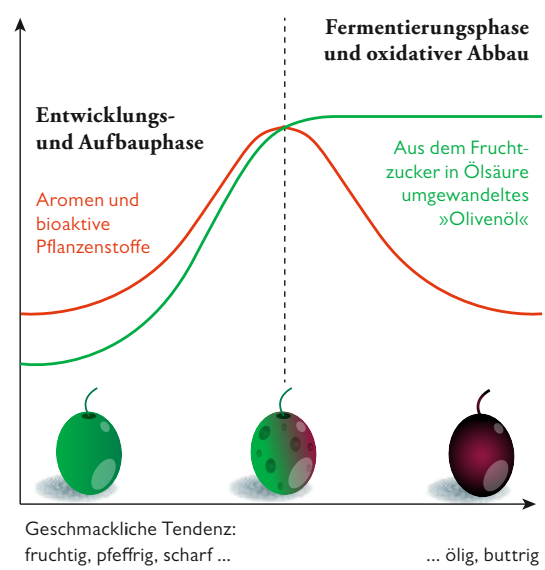 Fermentierungsphase
und oxidativer Abbau
Entwicklungs-
und Aufbauphase
Aus dem Frucht-
zucker in Ölsäure
umgewandeltes
»Olivenöl«
Aromen und
bioaktive
Pflanzenstoffe
Geschmackliche Tendenz:
fruchtig, pfeffrig, scharf ...
... ölig, buttrig